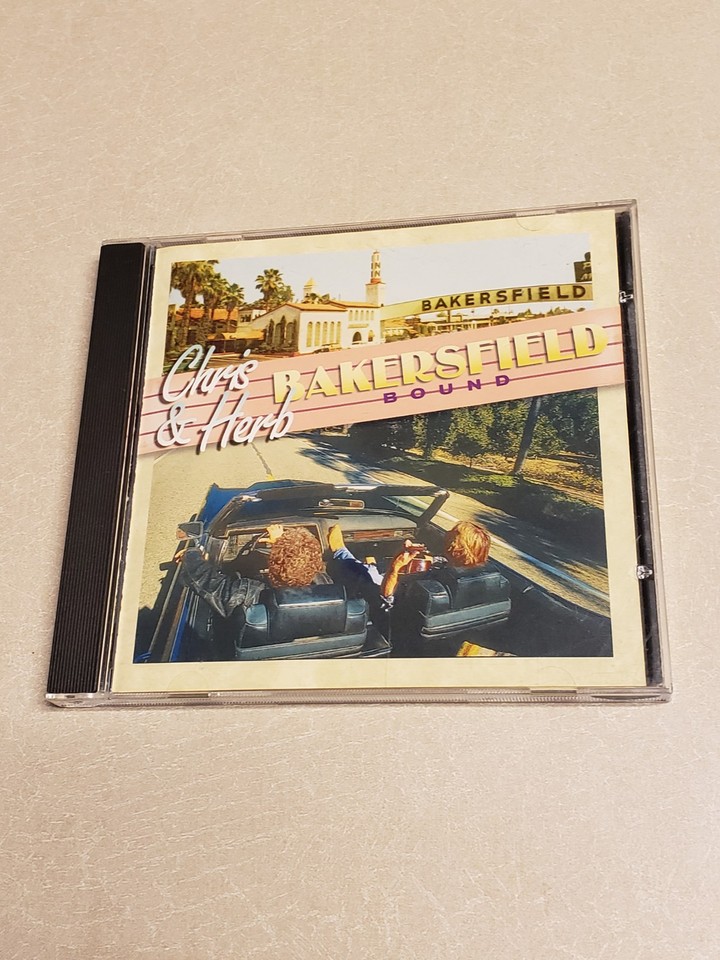 BAKERSFIELD
Chris
& Herb
BAKERSFIELD
BOUND